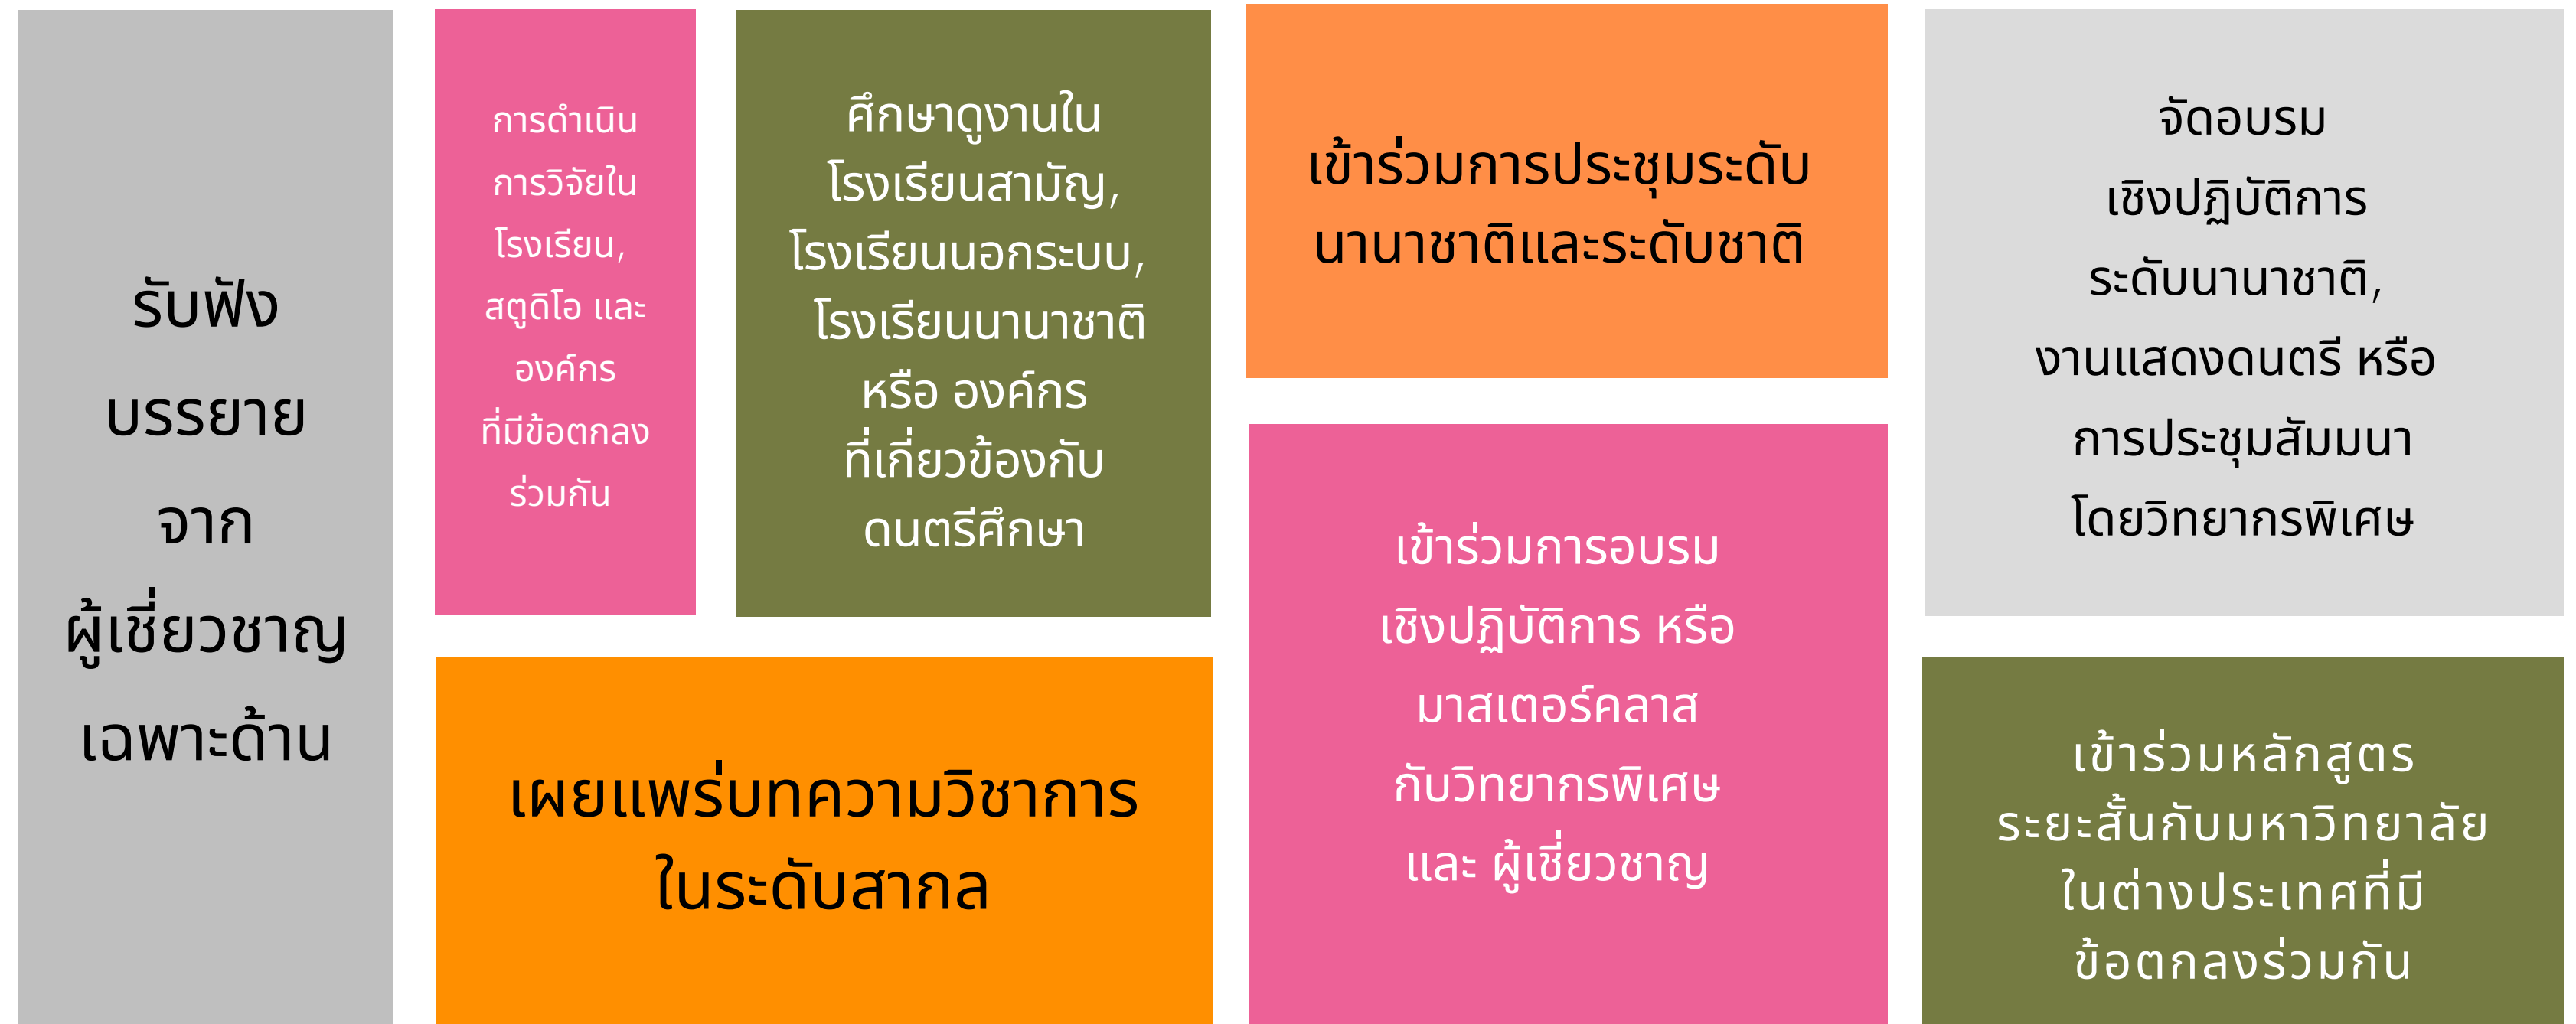 รับฟัง
บรรยาย
จาก
ผู้เชี่ยวชาญ
เฉพาะด้าน
การดำเนิน
การวิจัยใน
โรงเรียน,
สตูดิโอ และ
องค์กร
ที่มีข้อตกลง
ร่วมกัน
ศึกษาดูงานใน
โรงเรียนสามัญ,
โรงเรียนนอกระบบ,
โรงเรียนนานาชาติ
หรือ องค์กร
ที่เกี่ยวข้องกับ
ดนตรีศึกษา
เผยแพร่บทความวิชาการ
ในระดับสากล
เข้าร่วมการประชุมระดับ
นานาชาติและระดับชาติ
เข้าร่วมการอบรม
เชิงปฏิบัติการ หรือ
มาสเตอร์คลาส
กับวิทยากรพิเศษ
และ ผู้เชี่ยวชาญ
จัดอบรม
เชิงปฏิบัติการ
ระดับนานาชาติ,
งานแสดงดนตรี หรือ
การประชุมสัมมนา
โดยวิทยากรพิเศษ
เข้าร่วมหลักสูตร
ระยะสั้นกับมหาวิทยาลัย
ในต่างประเทศที่มี
ข้อตกลงร่วมกัน